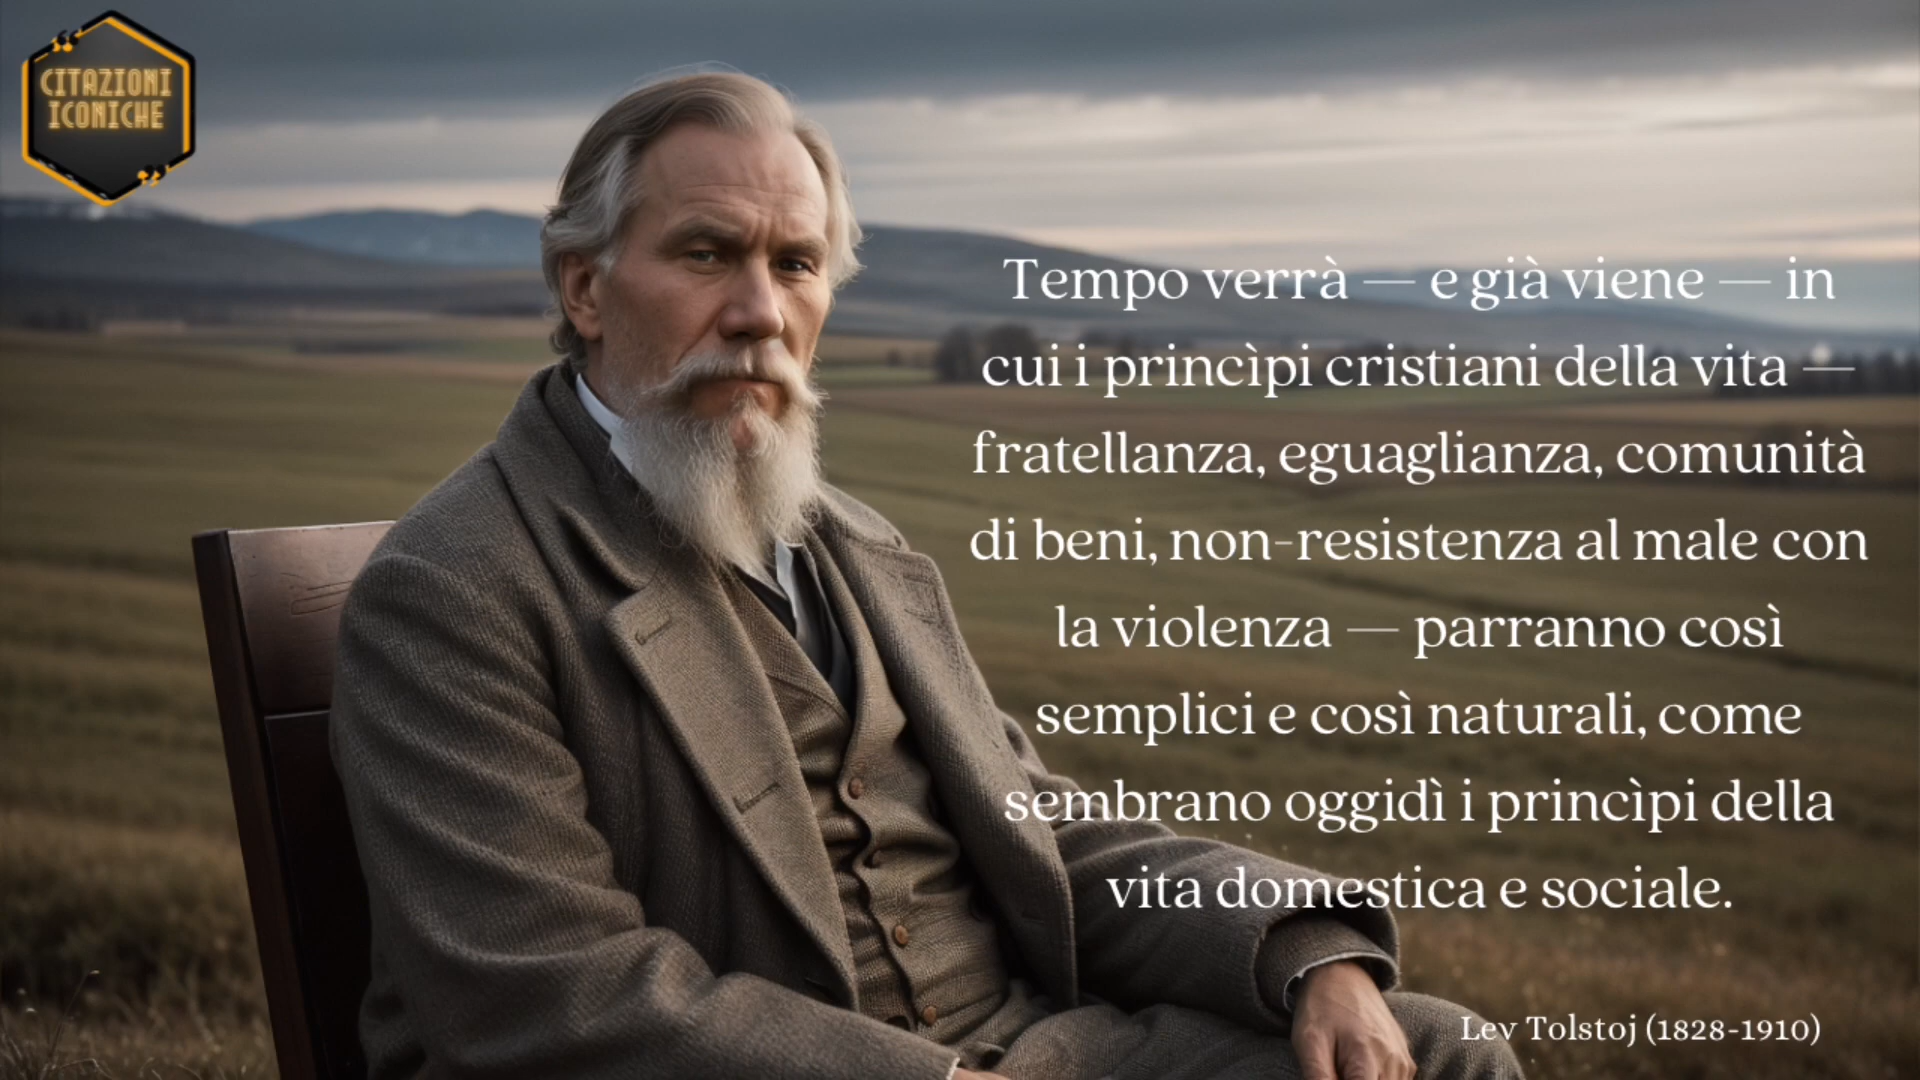 CITAZIONI
ICONICHE
Tempo verrà — e già viene — in
cui i princìpi cristiani della vita —
fratellanza, eguaglianza, comunità
di beni, non-resistenza al male con
la violenza — parranno così
semplici e così naturali, come
sembrano oggidì i princìpi della
vita domestica e sociale.
Lev Tolstoj (1828-1910)